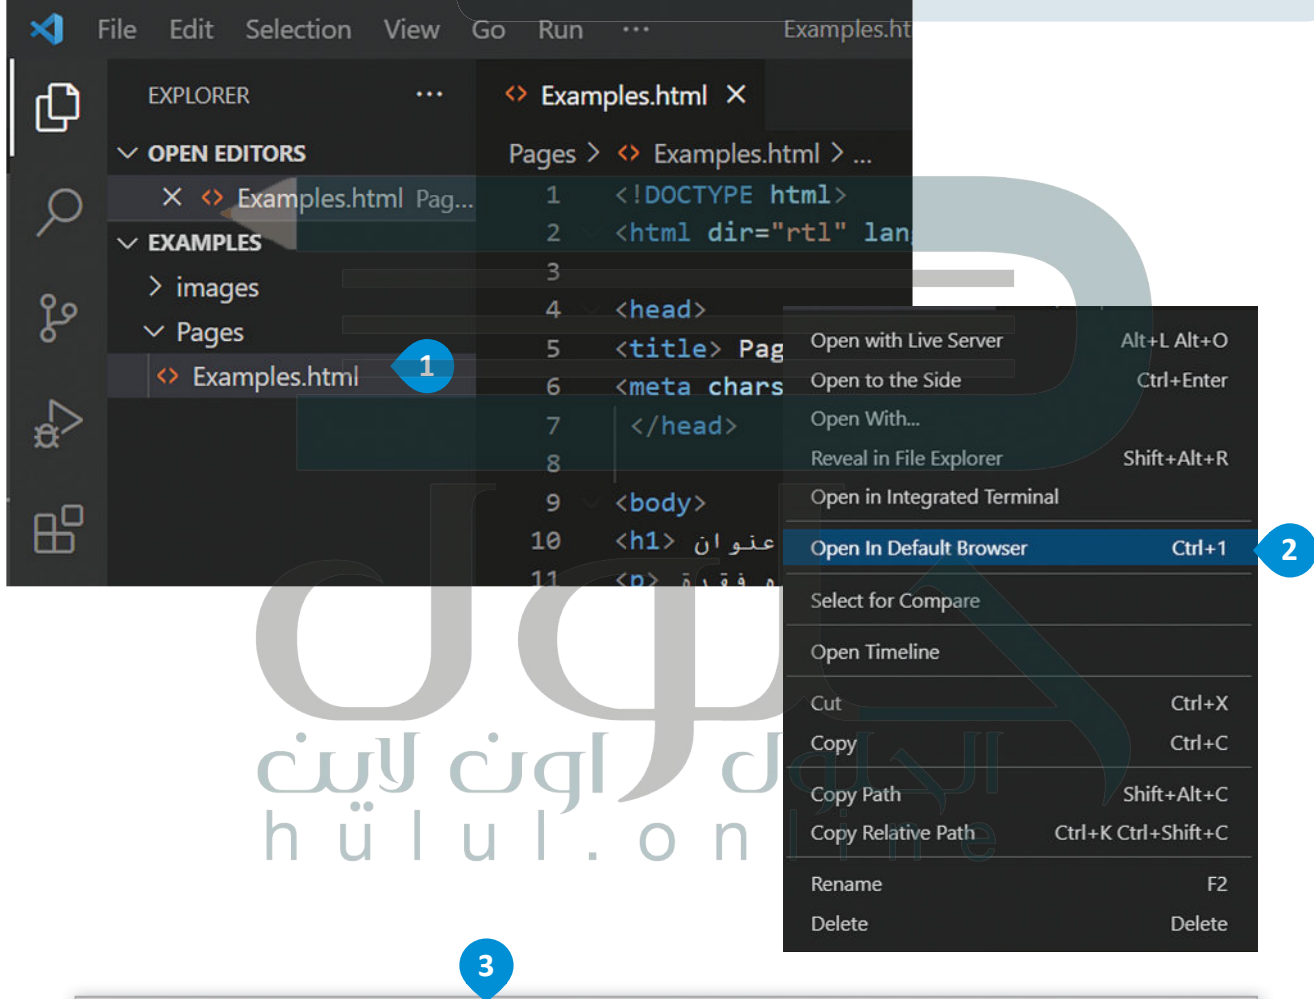 File Edit Selection View Go Run ... Examples.ht
EXPLORER ...
Examples.html
OPEN EDITORS
Pages > Examples.html > ...
Examples.html Pag...
EXAMPLES
images
Pages
Examples.html
1
1 <!DOCTYPE html>
2 <html dir="rtl" lan
3
4 <head>
5 <title> Pag
6 <meta chars
7 </head>
8
9 <body>
10 <h1> عنوان
11 <p> ه فقرة
Open with Live Server Alt+L Alt+O
Open to the Side Ctrl+Enter
Open With...
Reveal in File Explorer Shift+Alt+R
Open in Integrated Terminal
Open In Default Browser Ctrl+1
2
Select for Compare
Open Timeline
Cut Ctrl+X
Copy Ctrl+C
Copy Path Shift+Alt+C
Copy Relative Path Ctrl+K Ctrl+Shift+C
Rename F2
Delete Delete
حلول
الحلول اون لاين
hülul.online
3